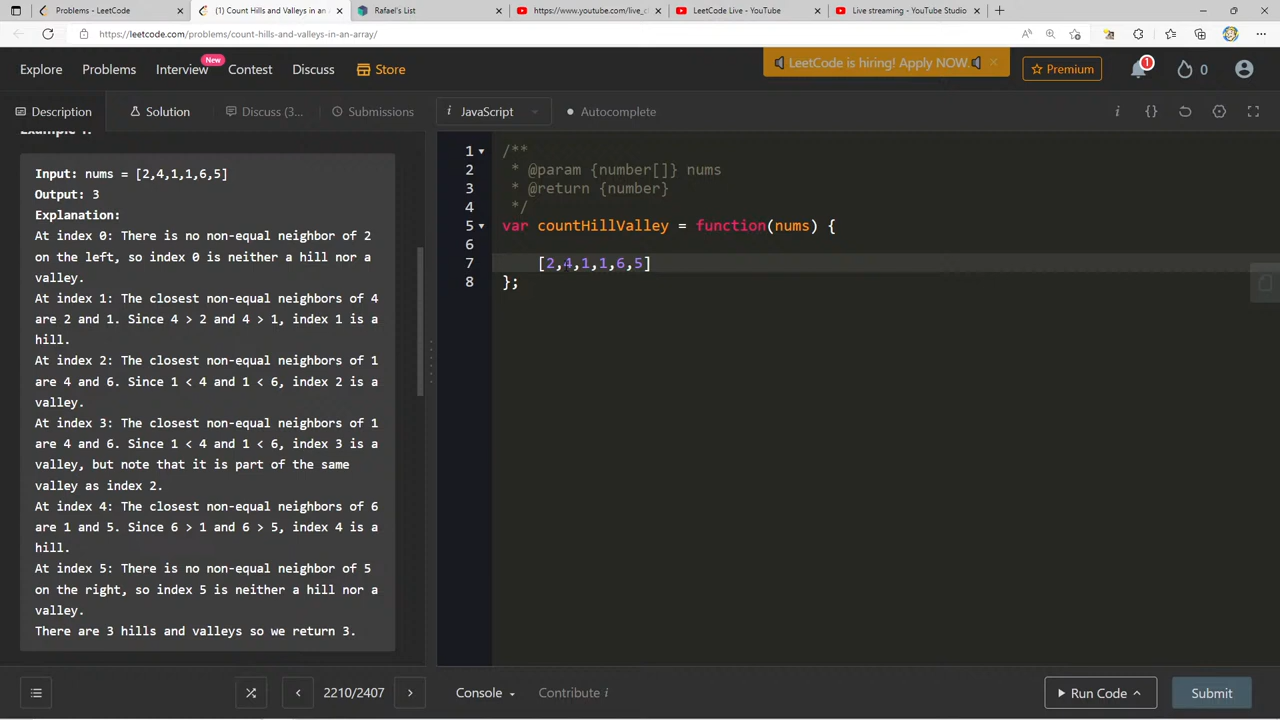 Problems - LeetCode
(1) Count Hills and Valleys in an
Rafael's List
https://www.youtube.com/live_c
LeetCode Live - YouTube
Live streaming - YouTube Studio
https://leetcode.com/problems/count-hills-and-valleys-in-an-array/
Explore
Problems
Interview
New
Contest
Discuss
Store
LeetCode is hiring! Apply NOW.
Premium
1
0
Description
Solution
Discuss (3...
Submissions
i JavaScript
Autocomplete
i {}
Example 1:
Input: nums = [2,4,1,1,6,5]
Output: 3
Explanation:
At index 0: There is no non-equal neighbor of 2
on the left, so index 0 is neither a hill nor a
valley.
At index 1: The closest non-equal neighbors of 4
are 2 and 1. Since 4 > 2 and 4 > 1, index 1 is a
hill.
At index 2: The closest non-equal neighbors of 1
are 4 and 6. Since 1 < 4 and 1 < 6, index 2 is a
valley.
At index 3: The closest non-equal neighbors of 1
are 4 and 6. Since 1 < 4 and 1 < 6, index 3 is a
valley, but note that it is part of the same
valley as index 2.
At index 4: The closest non-equal neighbors of 6
are 1 and 5. Since 6 > 1 and 6 > 5, index 4 is a
hill.
At index 5: There is no non-equal neighbor of 5
on the right, so index 5 is neither a hill nor a
valley.
There are 3 hills and valleys so we return 3.
1 /**
2 * @param {number[]} nums
3 * @return {number}
4 */
5 var countHillValley = function(nums) {
6
7 [2,4,1,1,6,5]
8 };
2210/2407
Console
Contribute i
Run Code
Submit